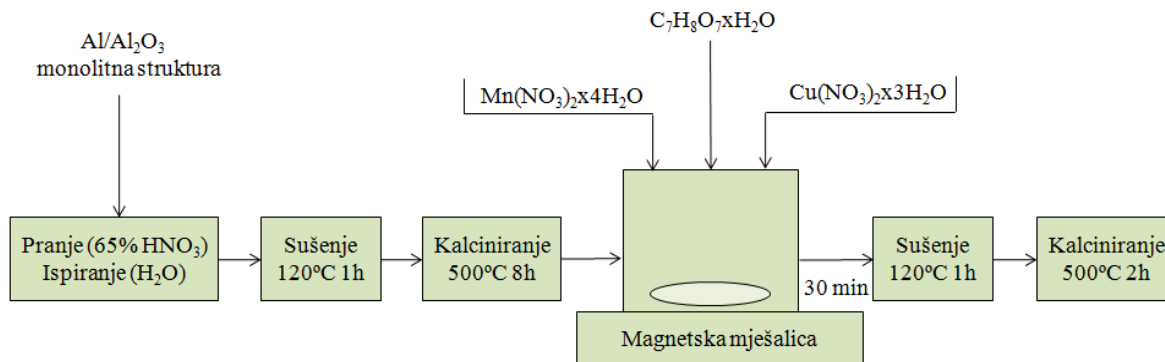 C₇H₈O₇xH₂O
Al/Al₂O₃
monolitna struktura
Mn(NO₃)₂x4H₂O
Cu(NO₃)₂x3H₂O
Pranje (65% HNO₃)
Ispiranje (H₂O)
Sušenje
120ºC 1h
Kalciniranje
500ºC 8h
30 min
Sušenje
120ºC 1h
Kalciniranje
500ºC 2h
Magnetska mješalica